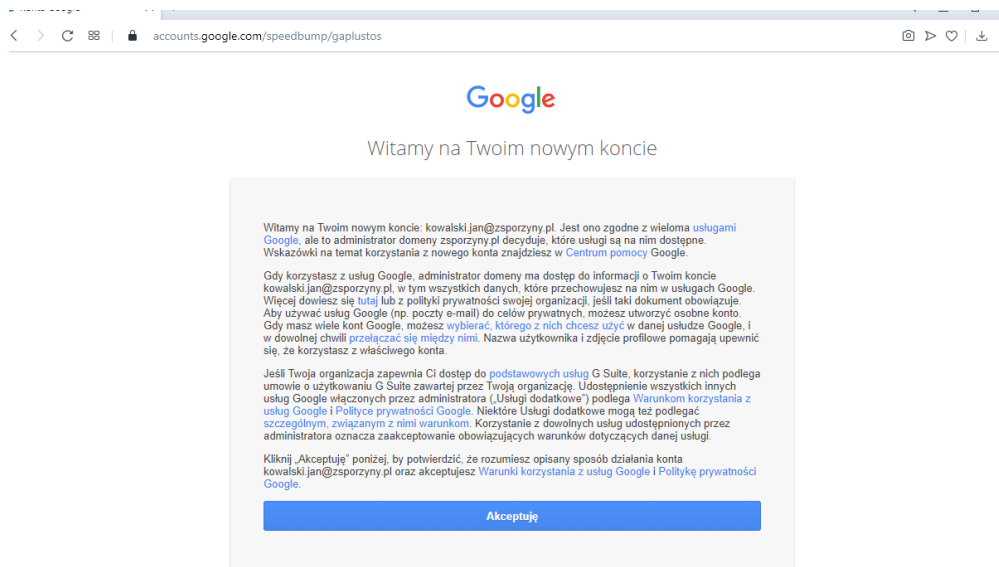 accounts.google.com/speedbump/gaplustos
Google
Witamy na Twoim nowym koncie
Witamy na Twoim nowym koncie: kowalski.jan@zsporzyny.pl. Jest ono zgodne z wieloma usługami
Google, ale to administrator domeny zsporzyny.pl decyduje, które usługi są na nim dostępne.
Wskazówki na temat korzystania z nowego konta znajdziesz w Centrum pomocy Google.
Gdy korzystasz z usług Google, administrator domeny ma dostęp do informacji o Twoim koncie
kowalski.jan@zsporzyny.pl, w tym wszystkich danych, które przechowujesz na nim w usługach Google.
Więcej dowiesz się tutaj lub z polityki prywatności swojej organizacji, jeśli taki dokument obowiązuje.
Aby używać usług Google (np. poczty e-mail) do celów prywatnych, możesz utworzyć osobne konto.
Gdy masz wiele kont Google, możesz wybierać, którego z nich chcesz użyć w danej usłudze Google, i
w dowolnej chwili przełączać się między nimi. Nazwa użytkownika i zdjęcie profilowe pomagają upewnić
się, że korzystasz z właściwego konta.
Jeśli Twoja organizacja zapewnia Ci dostęp do podstawowych usług G Suite, korzystanie z nich podlega
umowie o użytkowaniu G Suite zawartej przez Twoją organizację. Udostępnienie wszystkich innych
usług Google włączonych przez administratora („Usługi dodatkowe”) podlega Warunkom korzystania z
usług Google i Polityce prywatności Google. Niektóre Usługi dodatkowe mogą też podlegać
szczególnym, związanym z nimi warunkom. Korzystanie z dowolnych usług udostępnionych przez
administratora oznacza zaakceptowanie obowiązujących warunków dotyczących danej usługi.
Kliknij „Akceptuję” poniżej, by potwierdzić, że rozumiesz opisany sposób działania konta
kowalski.jan@zsporzyny.pl oraz akceptujesz Warunki korzystania z usług Google i Politykę prywatności
Google.
Akceptuję